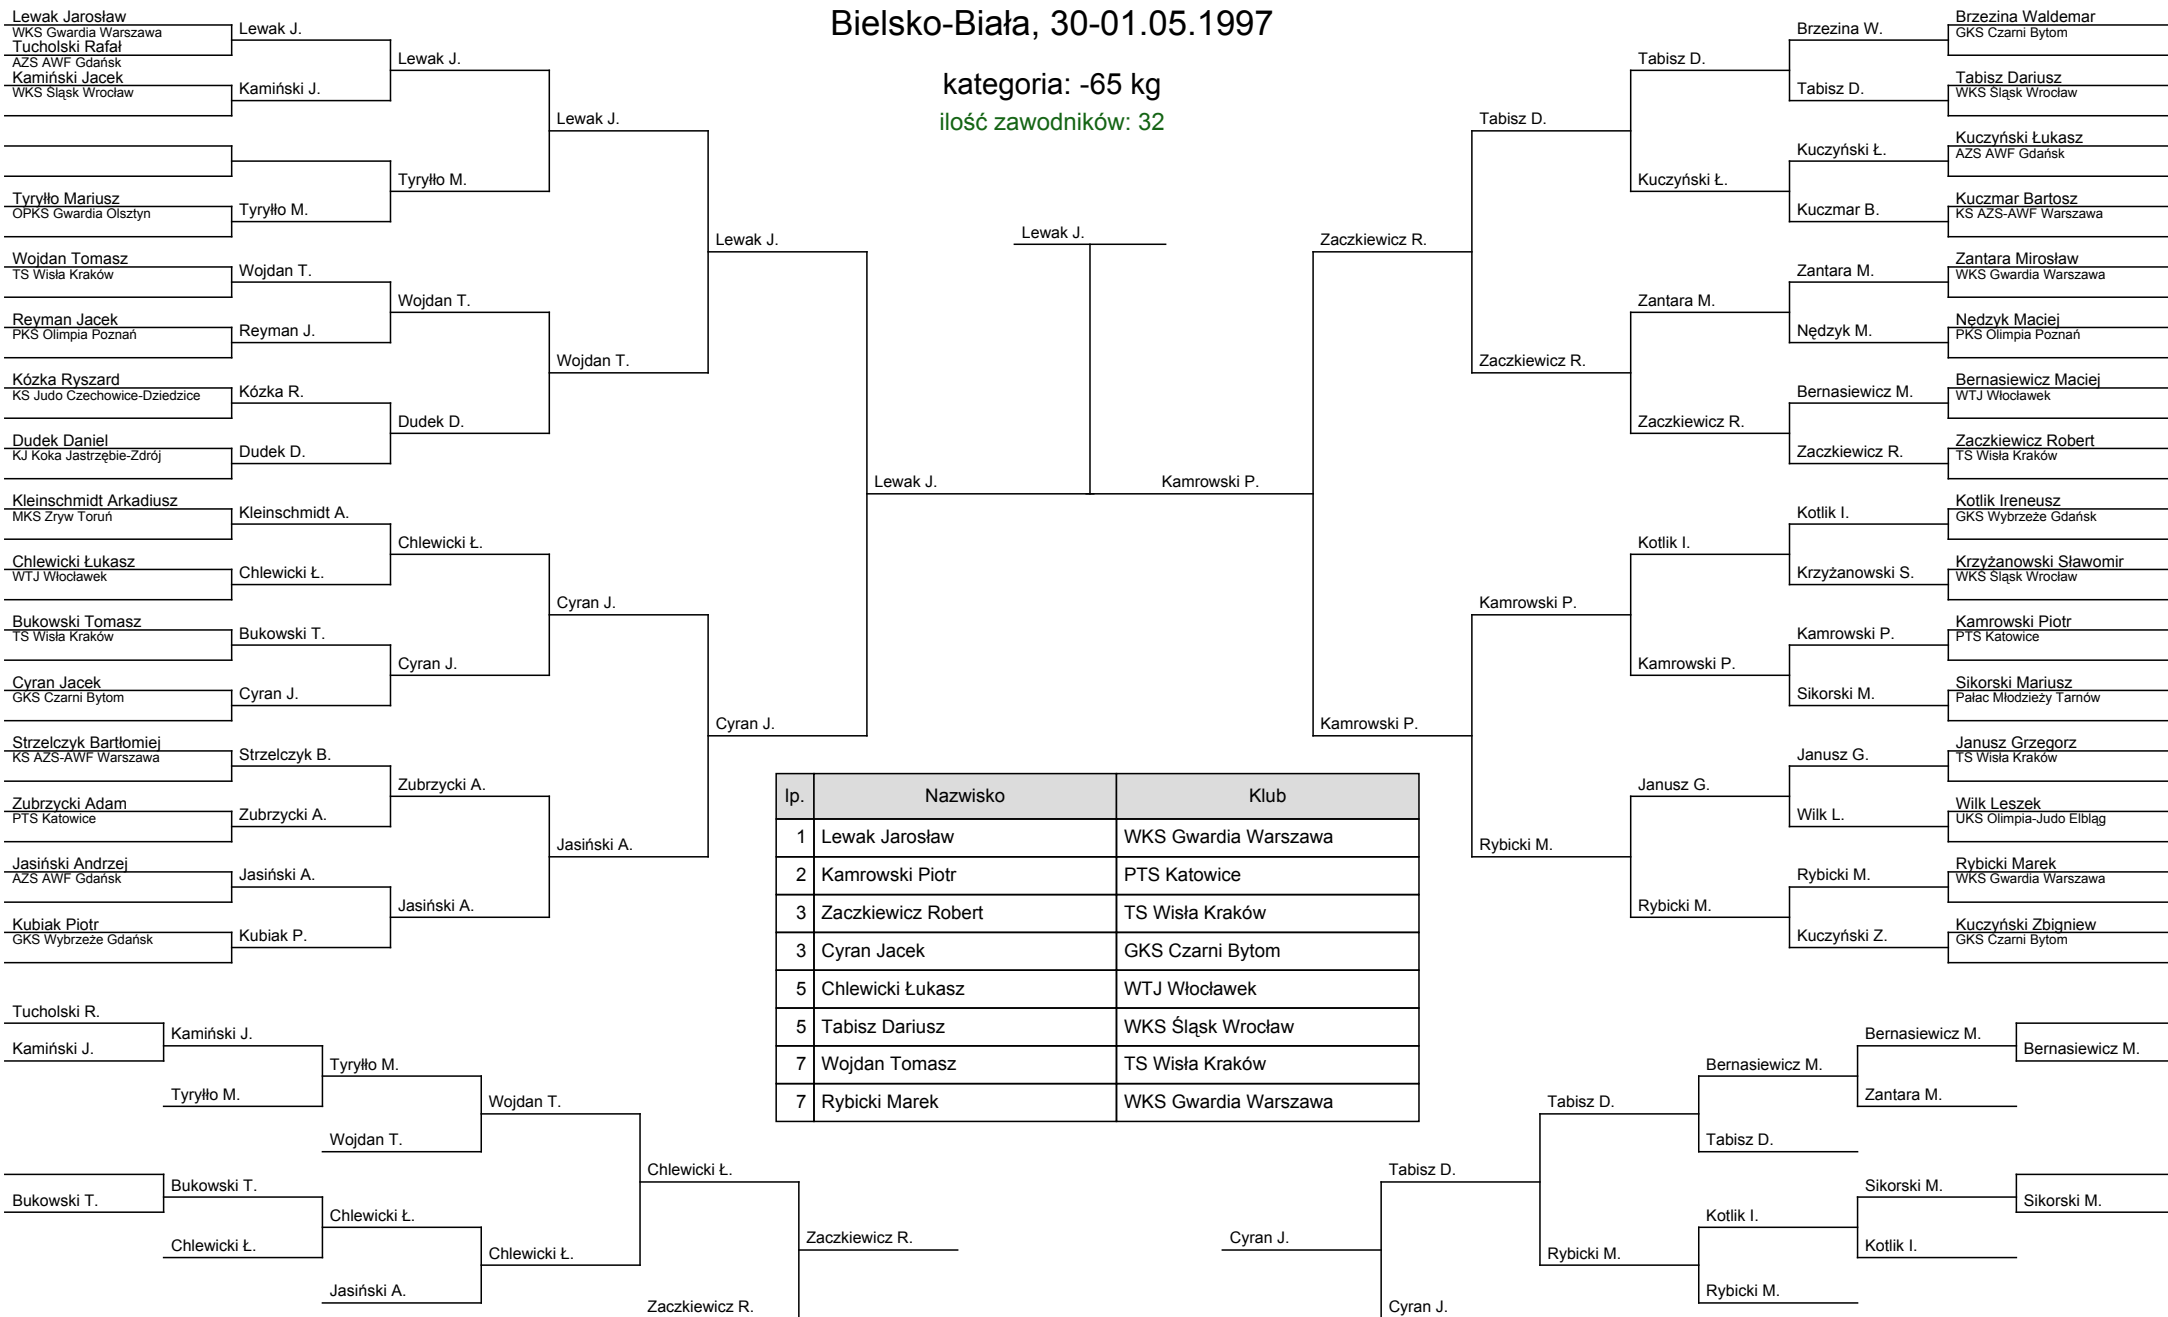 Bielsko-Biała, 30-01.05.1997
kategoria: -65 kg
ilość zawodników: 32
Lewak Jarosław
WKS Gwardia Warszawa
Tucholski Rafał
AZS AWF Gdańsk
Kamiński Jacek
WKS Śląsk Wrocław
Tyryłło Mariusz
OPKS Gwardia Olsztyn
Wojdan Tomasz
TS Wisła Kraków
Reyman Jacek
PKS Olimpia Poznań
Kózka Ryszard
KS Judo Czechowice-Dziedzice
Dudek Daniel
KJ Koka Jastrzębie-Zdrój
Kleinschmidt Arkadiusz
MKS Zryw Toruń
Chlewicki Łukasz
WTJ Włocławek
Bukowski Tomasz
TS Wisła Kraków
Cyran Jacek
GKS Czarni Bytom
Strzelczyk Bartłomiej
KS AZS-AWF Warszawa
Zubrzycki Adam
PTS Katowice
Jasiński Andrzej
AZS AWF Gdańsk
Kubiak Piotr
GKS Wybrzeże Gdańsk
Lewak J.
Kamiński J.
Tyryłło M.
Wojdan T.
Reyman J.
Kózka R.
Dudek D.
Kleinschmidt A.
Chlewicki Ł.
Bukowski T.
Cyran J.
Strzelczyk B.
Zubrzycki A.
Jasiński A.
Kubiak P.
Lewak J.
Tyryłło M.
Wojdan T.
Dudek D.
Chlewicki Ł.
Cyran J.
Zubrzycki A.
Jasiński A.
Lewak J.
Wojdan T.
Cyran J.
Jasiński A.
Lewak J.
Cyran J.
Lewak J.
Lewak J.
Kamrowski P.
Zaczkiewicz R.
Kamrowski P.
Tabisz D.
Zaczkiewicz R.
Kamrowski P.
Rybicki M.
Tabisz D.
Kuczyński Ł.
Zantara M.
Zaczkiewicz R.
Kotlik I.
Kamrowski P.
Janusz G.
Rybicki M.
Brzezina W.
Tabisz D.
Kuczyński Ł.
Kuczmar B.
Zantara M.
Nędzyk M.
Bernasiewicz M.
Zaczkiewicz R.
Kotlik I.
Krzyżanowski S.
Kamrowski P.
Sikorski M.
Janusz G.
Wilk L.
Rybicki M.
Kuczyński Z.
Brzezina Waldemar
GKS Czarni Bytom
Tabisz Dariusz
WKS Śląsk Wrocław
Kuczyński Łukasz
AZS AWF Gdańsk
Kuczmar Bartosz
KS AZS-AWF Warszawa
Zantara Mirosław
WKS Gwardia Warszawa
Nędzyk Maciej
PKS Olimpia Poznań
Bernasiewicz Maciej
WTJ Włocławek
Zaczkiewicz Robert
TS Wisła Kraków
Kotlik Ireneusz
GKS Wybrzeże Gdańsk
Krzyżanowski Sławomir
WKS Śląsk Wrocław
Kamrowski Piotr
PTS Katowice
Sikorski Mariusz
Pałac Młodzieży Tarnów
Janusz Grzegorz
TS Wisła Kraków
Wilk Leszek
UKS Olimpia-Judo Elbląg
Rybicki Marek
WKS Gwardia Warszawa
Kuczyński Zbigniew
GKS Czarni Bytom
lp. Nazwisko Klub
1 Lewak Jarosław WKS Gwardia Warszawa
2 Kamrowski Piotr PTS Katowice
3 Zaczkiewicz Robert TS Wisła Kraków
3 Cyran Jacek GKS Czarni Bytom
5 Chlewicki Łukasz WTJ Włocławek
5 Tabisz Dariusz WKS Śląsk Wrocław
7 Wojdan Tomasz TS Wisła Kraków
7 Rybicki Marek WKS Gwardia Warszawa
Tucholski R.
Kamiński J.
Bukowski T.
Kamiński J.
Tyryłło M.
Bukowski T.
Chlewicki Ł.
Tyryłło M.
Wojdan T.
Chlewicki Ł.
Jasiński A.
Wojdan T.
Chlewicki Ł.
Chlewicki Ł.
Zaczkiewicz R.
Zaczkiewicz R.
Cyran J.
Tabisz D.
Cyran J.
Tabisz D.
Rybicki M.
Bernasiewicz M.
Tabisz D.
Kotlik I.
Rybicki M.
Bernasiewicz M.
Zantara M.
Sikorski M.
Kotlik I.
Bernasiewicz M.
Sikorski M.